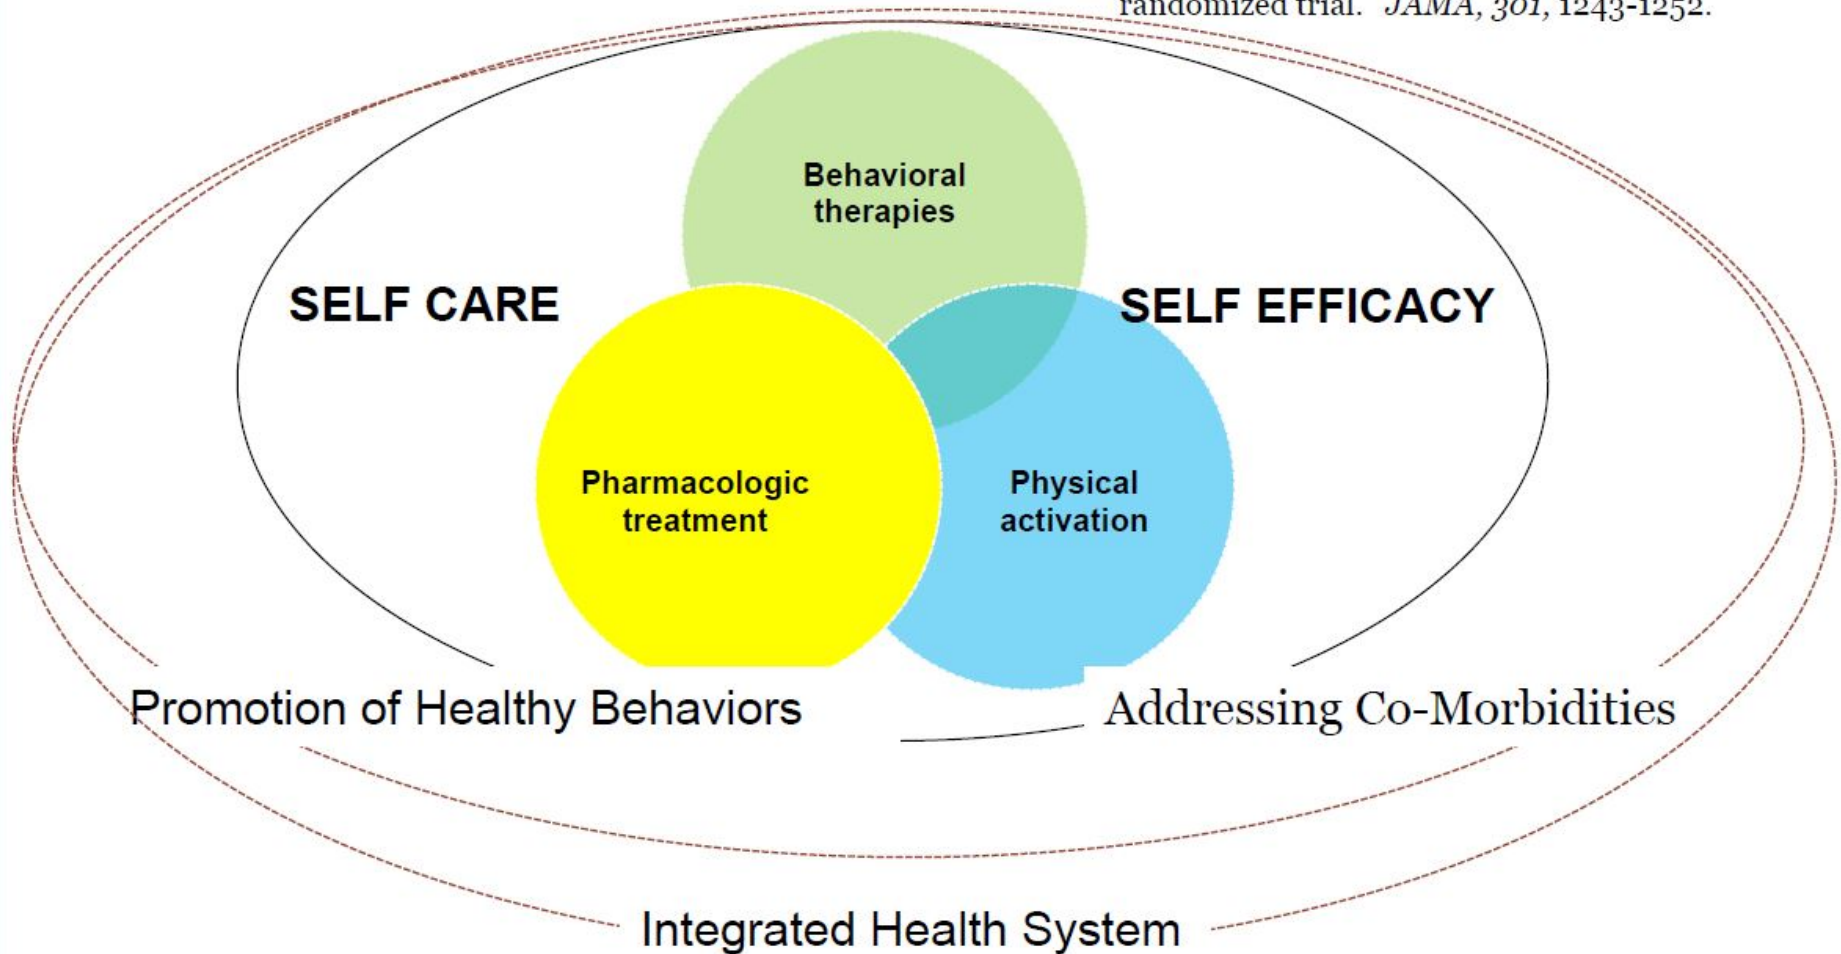 randomized trial. JAMA, 301, 1243-1252.
Behavioral
therapies
SELF CARE
SELF EFFICACY
Pharmacologic
treatment
Physical
activation
Promotion of Healthy Behaviors
Addressing Co-Morbidities
Integrated Health System